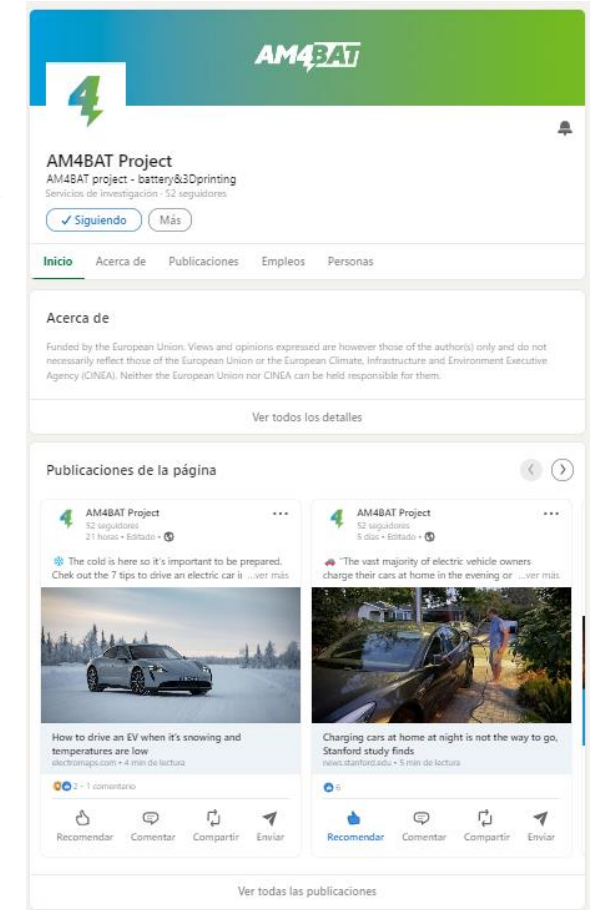 AM4BAT
AM4BAT Project
AM4BAT project - battery&3Dprinting
Servicios de investigación · 52 seguidores
✓ Siguiendo
Más
Inicio Acerca de Publicaciones Empleos Personas
Acerca de
Funded by the European Union. Views and opinions expressed are however those of the author(s) only and do not
necessarily reflect those of the European Union or the European Climate, Infrastructure and Environment Executive
Agency (CINEA). Neither the European Union nor CINEA can be held responsible for them.
Ver todos los detalles
Publicaciones de la página
AM4BAT Project
52 seguidores
21 horas • Editado •
The cold is here so it's important to be prepared.
Chek out the 7 tips to drive an electric car i ...ver más
How to drive an EV when it's snowing and
temperatures are low
electromaps.com • 4 min de lectura
2 · 1 comentario
Recomendar Comentar Compartir Enviar
AM4BAT Project
52 seguidores
5 días • Editado •
"The vast majority of electric vehicle owners
charge their cars at home in the evening or ...ver más
Charging cars at home at night is not the way to go,
Stanford study finds
news.stanford.edu • 5 min de lectura
6
Recomendar Comentar Compartir Enviar
Ver todas las publicaciones